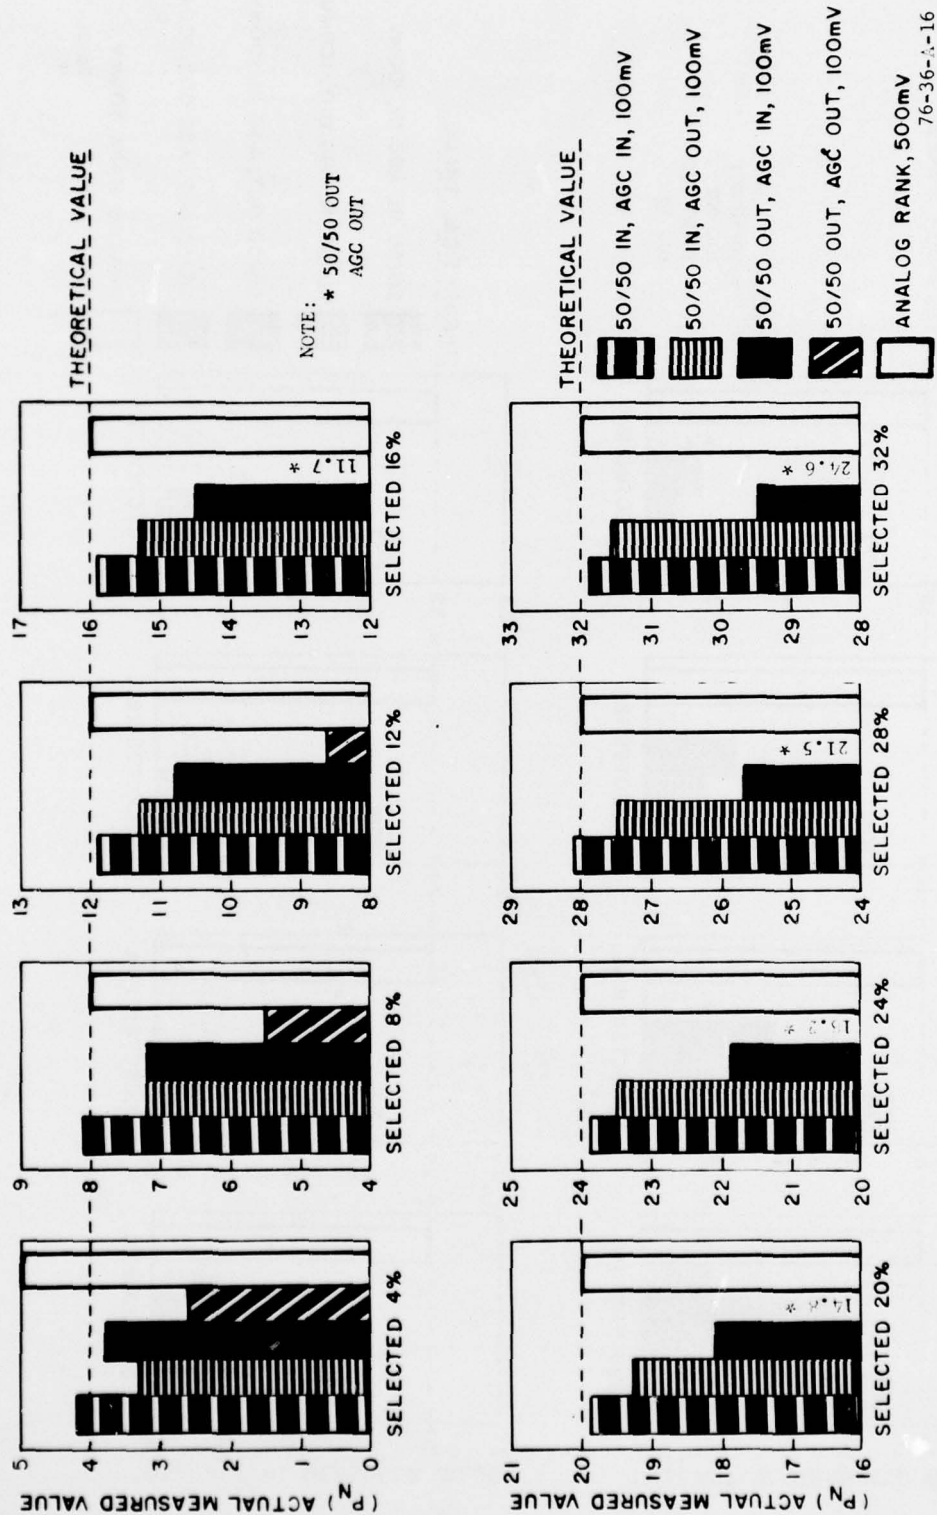 (PN) ACTUAL MEASURED VALUE
5
4
3
2
1
0
SELECTED 4%
9
8
7
6
5
4
SELECTED 8%
13
12
11
10
9
8
SELECTED 12%
17
16
15
14
13
12
SELECTED 16%
11.7 *
THEORETICAL VALUE
NOTE:
* 50/50 OUT
AGC OUT
(PN) ACTUAL MEASURED VALUE
21
20
19
18
17
16
SELECTED 20%
14.8 *
25
24
23
22
21
20
SELECTED 24%
*
29
28
27
26
25
24
SELECTED 28%
21.5 *
33
32
31
30
29
28
SELECTED 32%
24.6 *
THEORETICAL VALUE
50/50 IN, AGC IN, 100mV
50/50 IN, AGC OUT, 100mV
50/50 OUT, AGC IN, 100mV
50/50 OUT, AGC OUT, 100mV
ANALOG RANK, 500mV
76-36-A-16